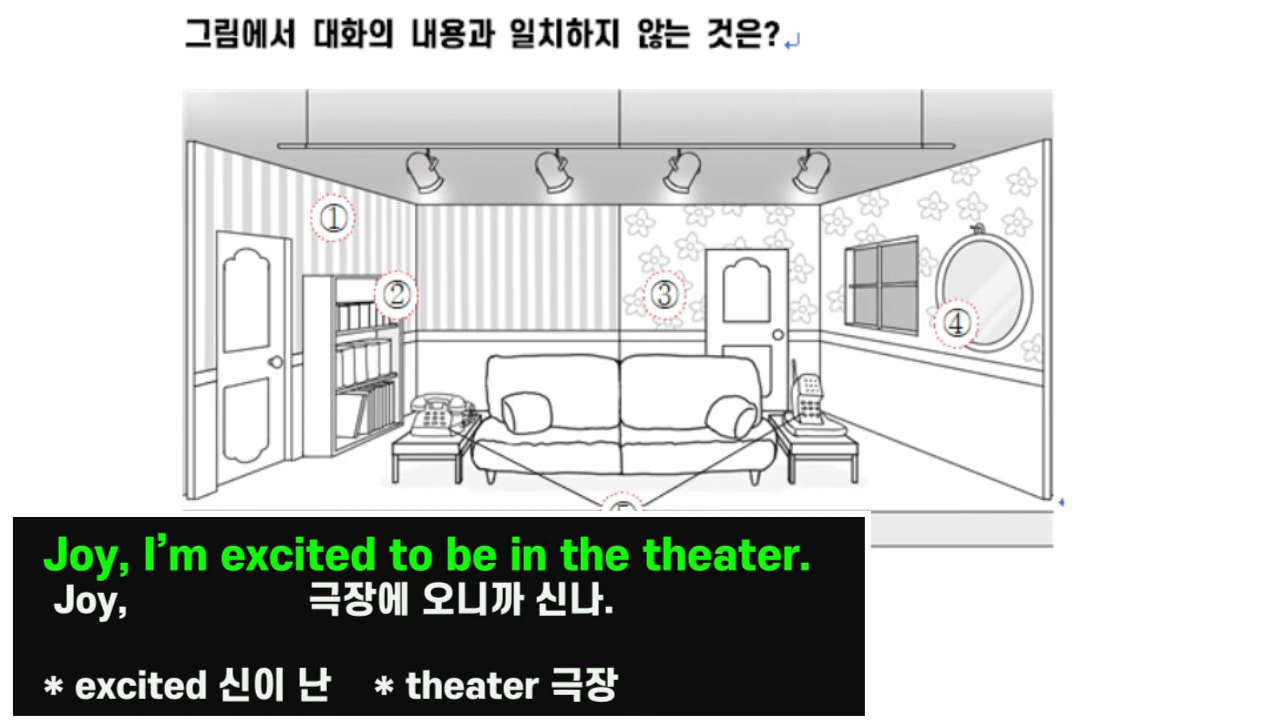 그림에서 대화의 내용과 일치하지 않는 것은?
①
②
③
④
Joy, I'm excited to be in the theater.
Joy, 극장에 오니까 신나.
* excited 신이 난 * theater 극장